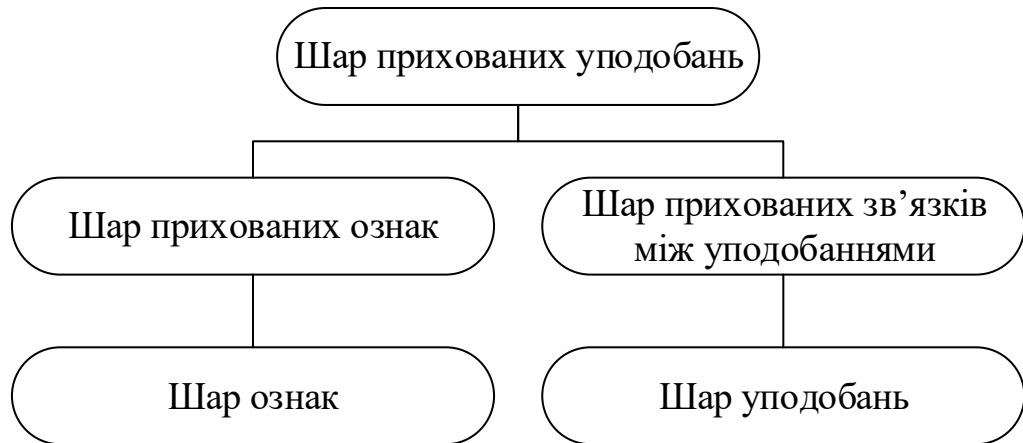 Шар прихованих уподобань
Шар прихованих ознак
Шар прихованих зв’язків
між уподобаннями
Шар ознак
Шар уподобань